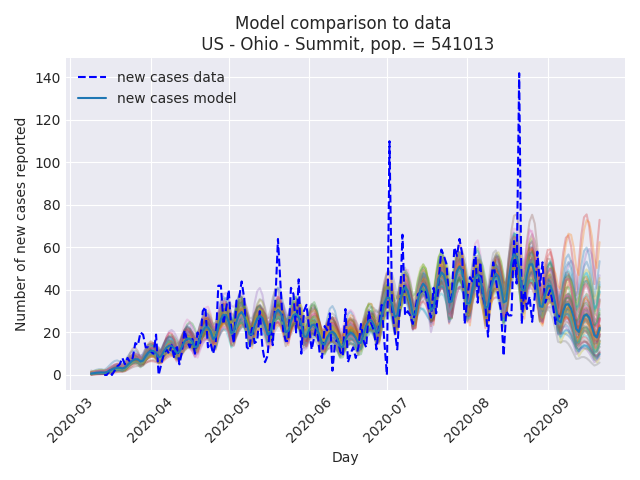 Model comparison to data
US - Ohio - Summit, pop. = 541013
new cases data
new cases model
Number of new cases reported
140
120
100
80
60
40
20
0
2020-03
2020-04
2020-05
2020-06
2020-07
2020-08
2020-09
Day